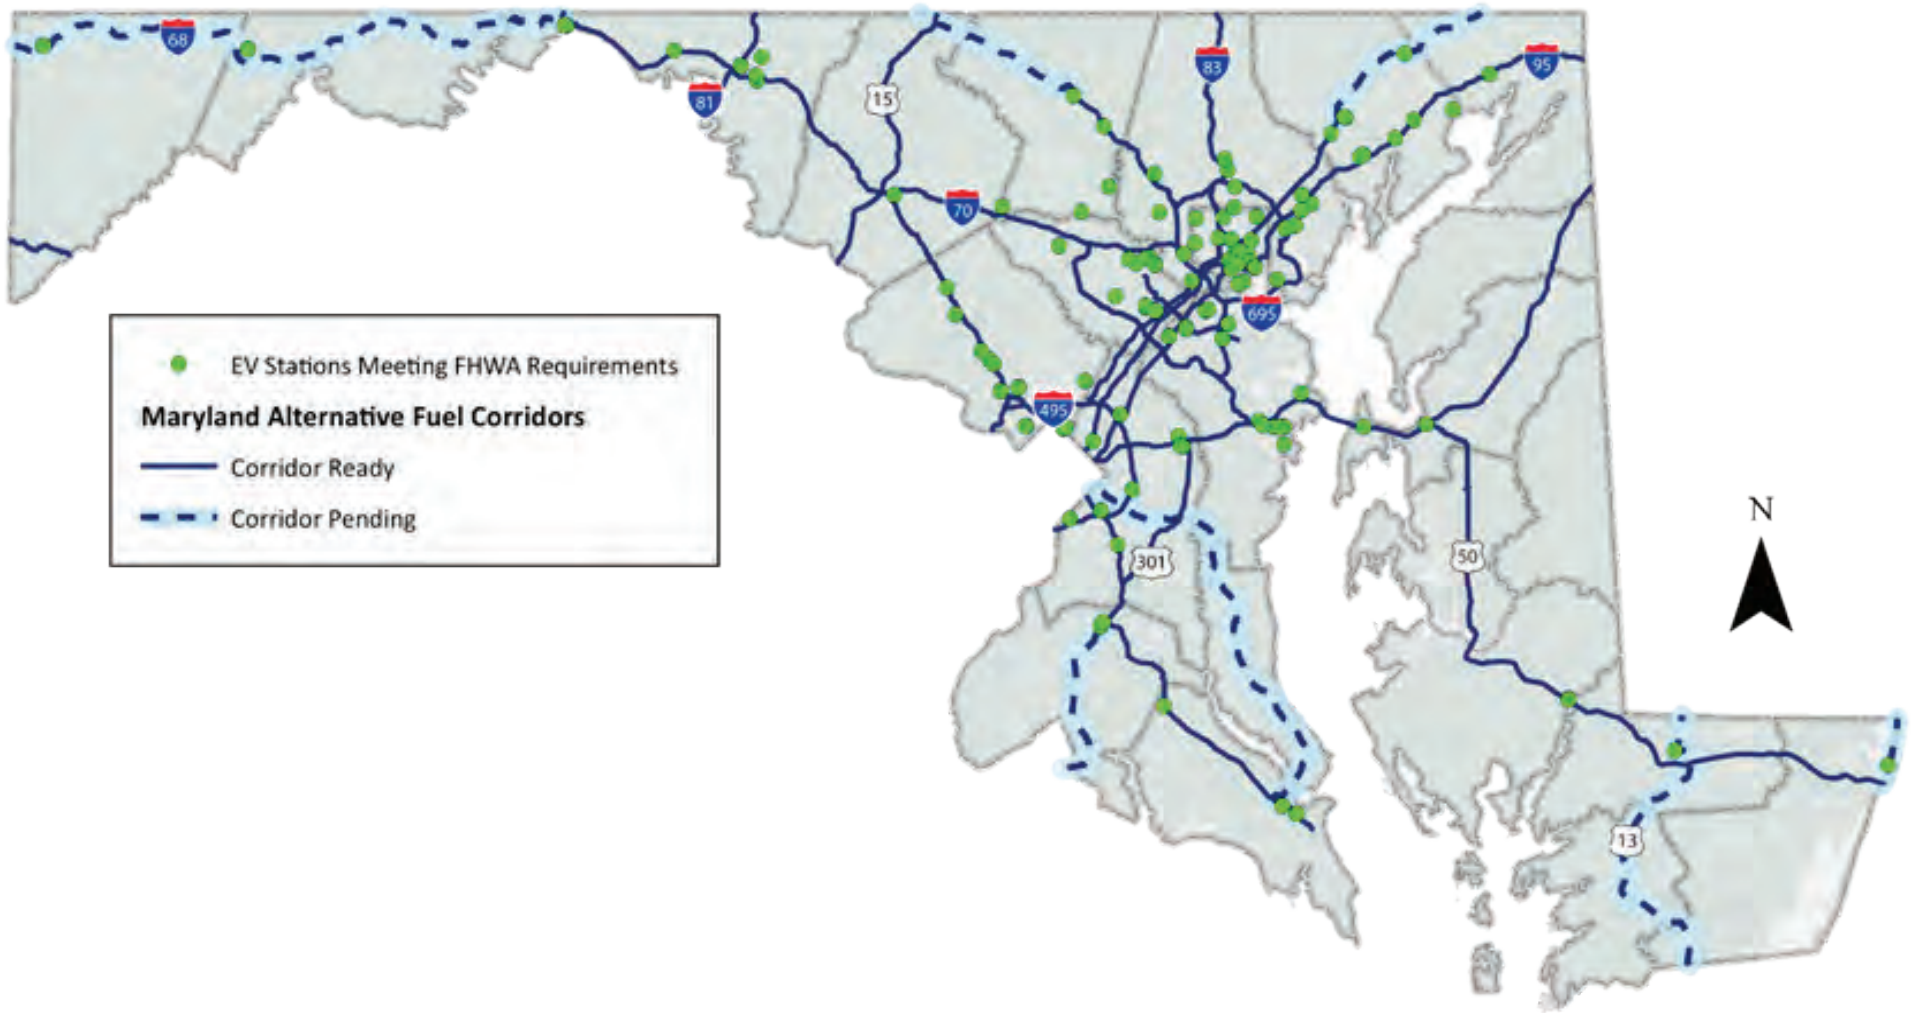 68
81
15
83
95
70
695
495
EV Stations Meeting FHWA Requirements
Maryland Alternative Fuel Corridors
Corridor Ready
Corridor Pending
N
301
50
13